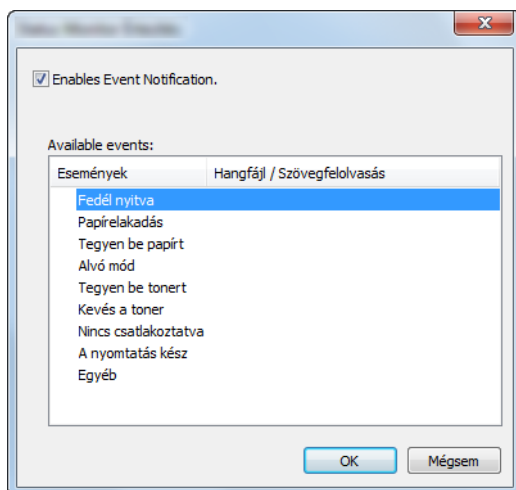 Enables Event Notification.
Available events:
Események Hangfájl / Szövegfelolvasás
Fedél nyitva
Papírelakadás
Tegyen be papírt
Alvó mód
Tegyen be tonert
Kevés a toner
Nincs csatlakoztatva
A nyomtatás kész
Egyéb
OK Mégsem